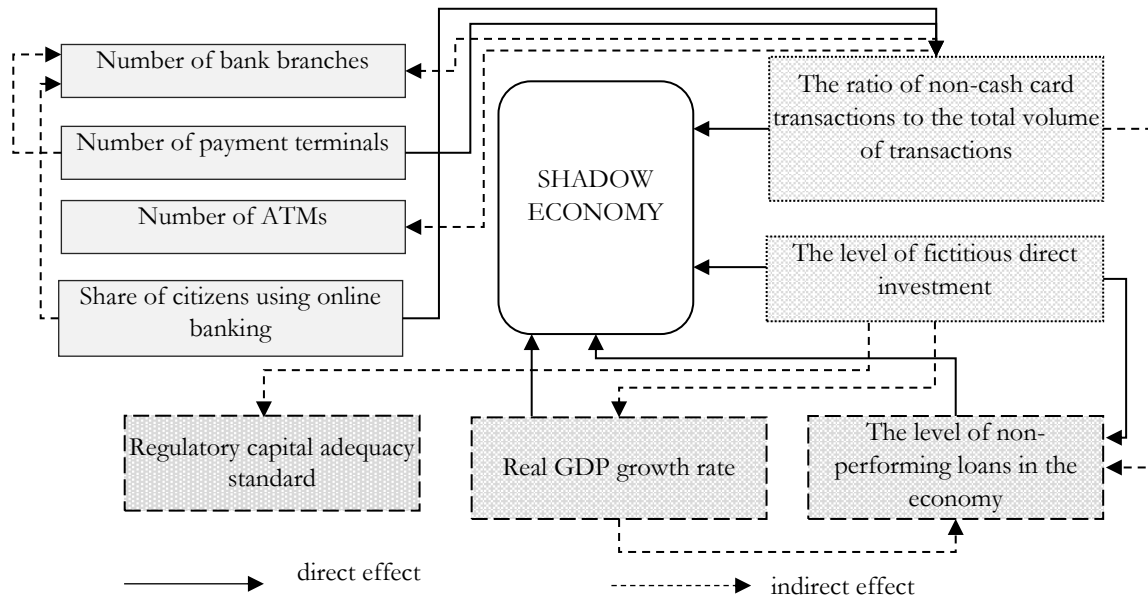 Number of bank branches
Number of payment terminals
Number of ATMs
Share of citizens using online
banking
SHADOW
ECONOMY
The ratio of non-cash card
transactions to the total volume
of transactions
The level of fictitious direct
investment
Regulatory capital adequacy
standard
Real GDP growth rate
The level of non-
performing loans in the
economy
direct effect
indirect effect